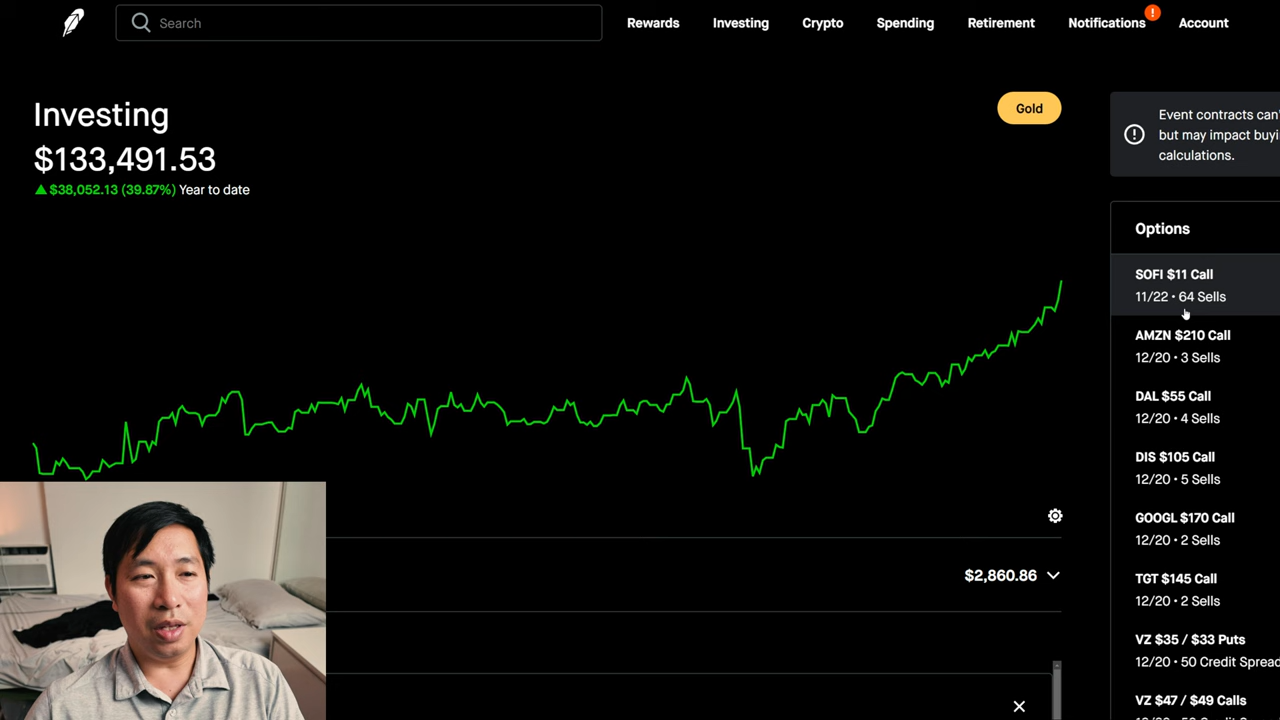 Search
Rewards
Investing
Crypto
Spending
Retirement
Notifications
!
Account
Investing
$133,491.53
$38,052.13 (39.87%) Year to date
Gold
Event contracts can'
but may impact buyi
calculations.
Options
SOFI $11 Call
11/22 • 64 Sells
AMZN $210 Call
12/20 • 3 Sells
DAL $55 Call
12/20 • 4 Sells
DIS $105 Call
12/20 • 5 Sells
GOOGL $170 Call
12/20 • 2 Sells
TGT $145 Call
12/20 • 2 Sells
VZ $35 / $33 Puts
12/20 • 50 Credit Sprea
VZ $47 / $49 Calls
$2,860.86